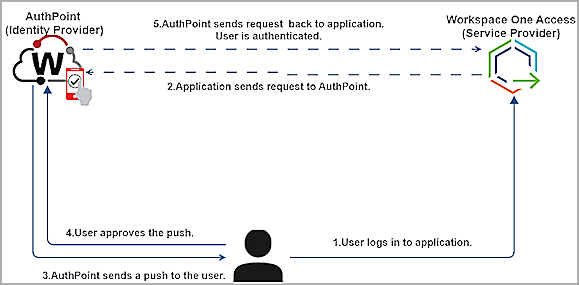 AuthPoint
(Identity Provider)
5.AuthPoint sends request back to application.
User is authenticated.
Workspace One Access
(Service Provider)
W
2.Application sends request to AuthPoint.
4.User approves the push.
1.User logs in to application.
3.AuthPoint sends a push to the user.